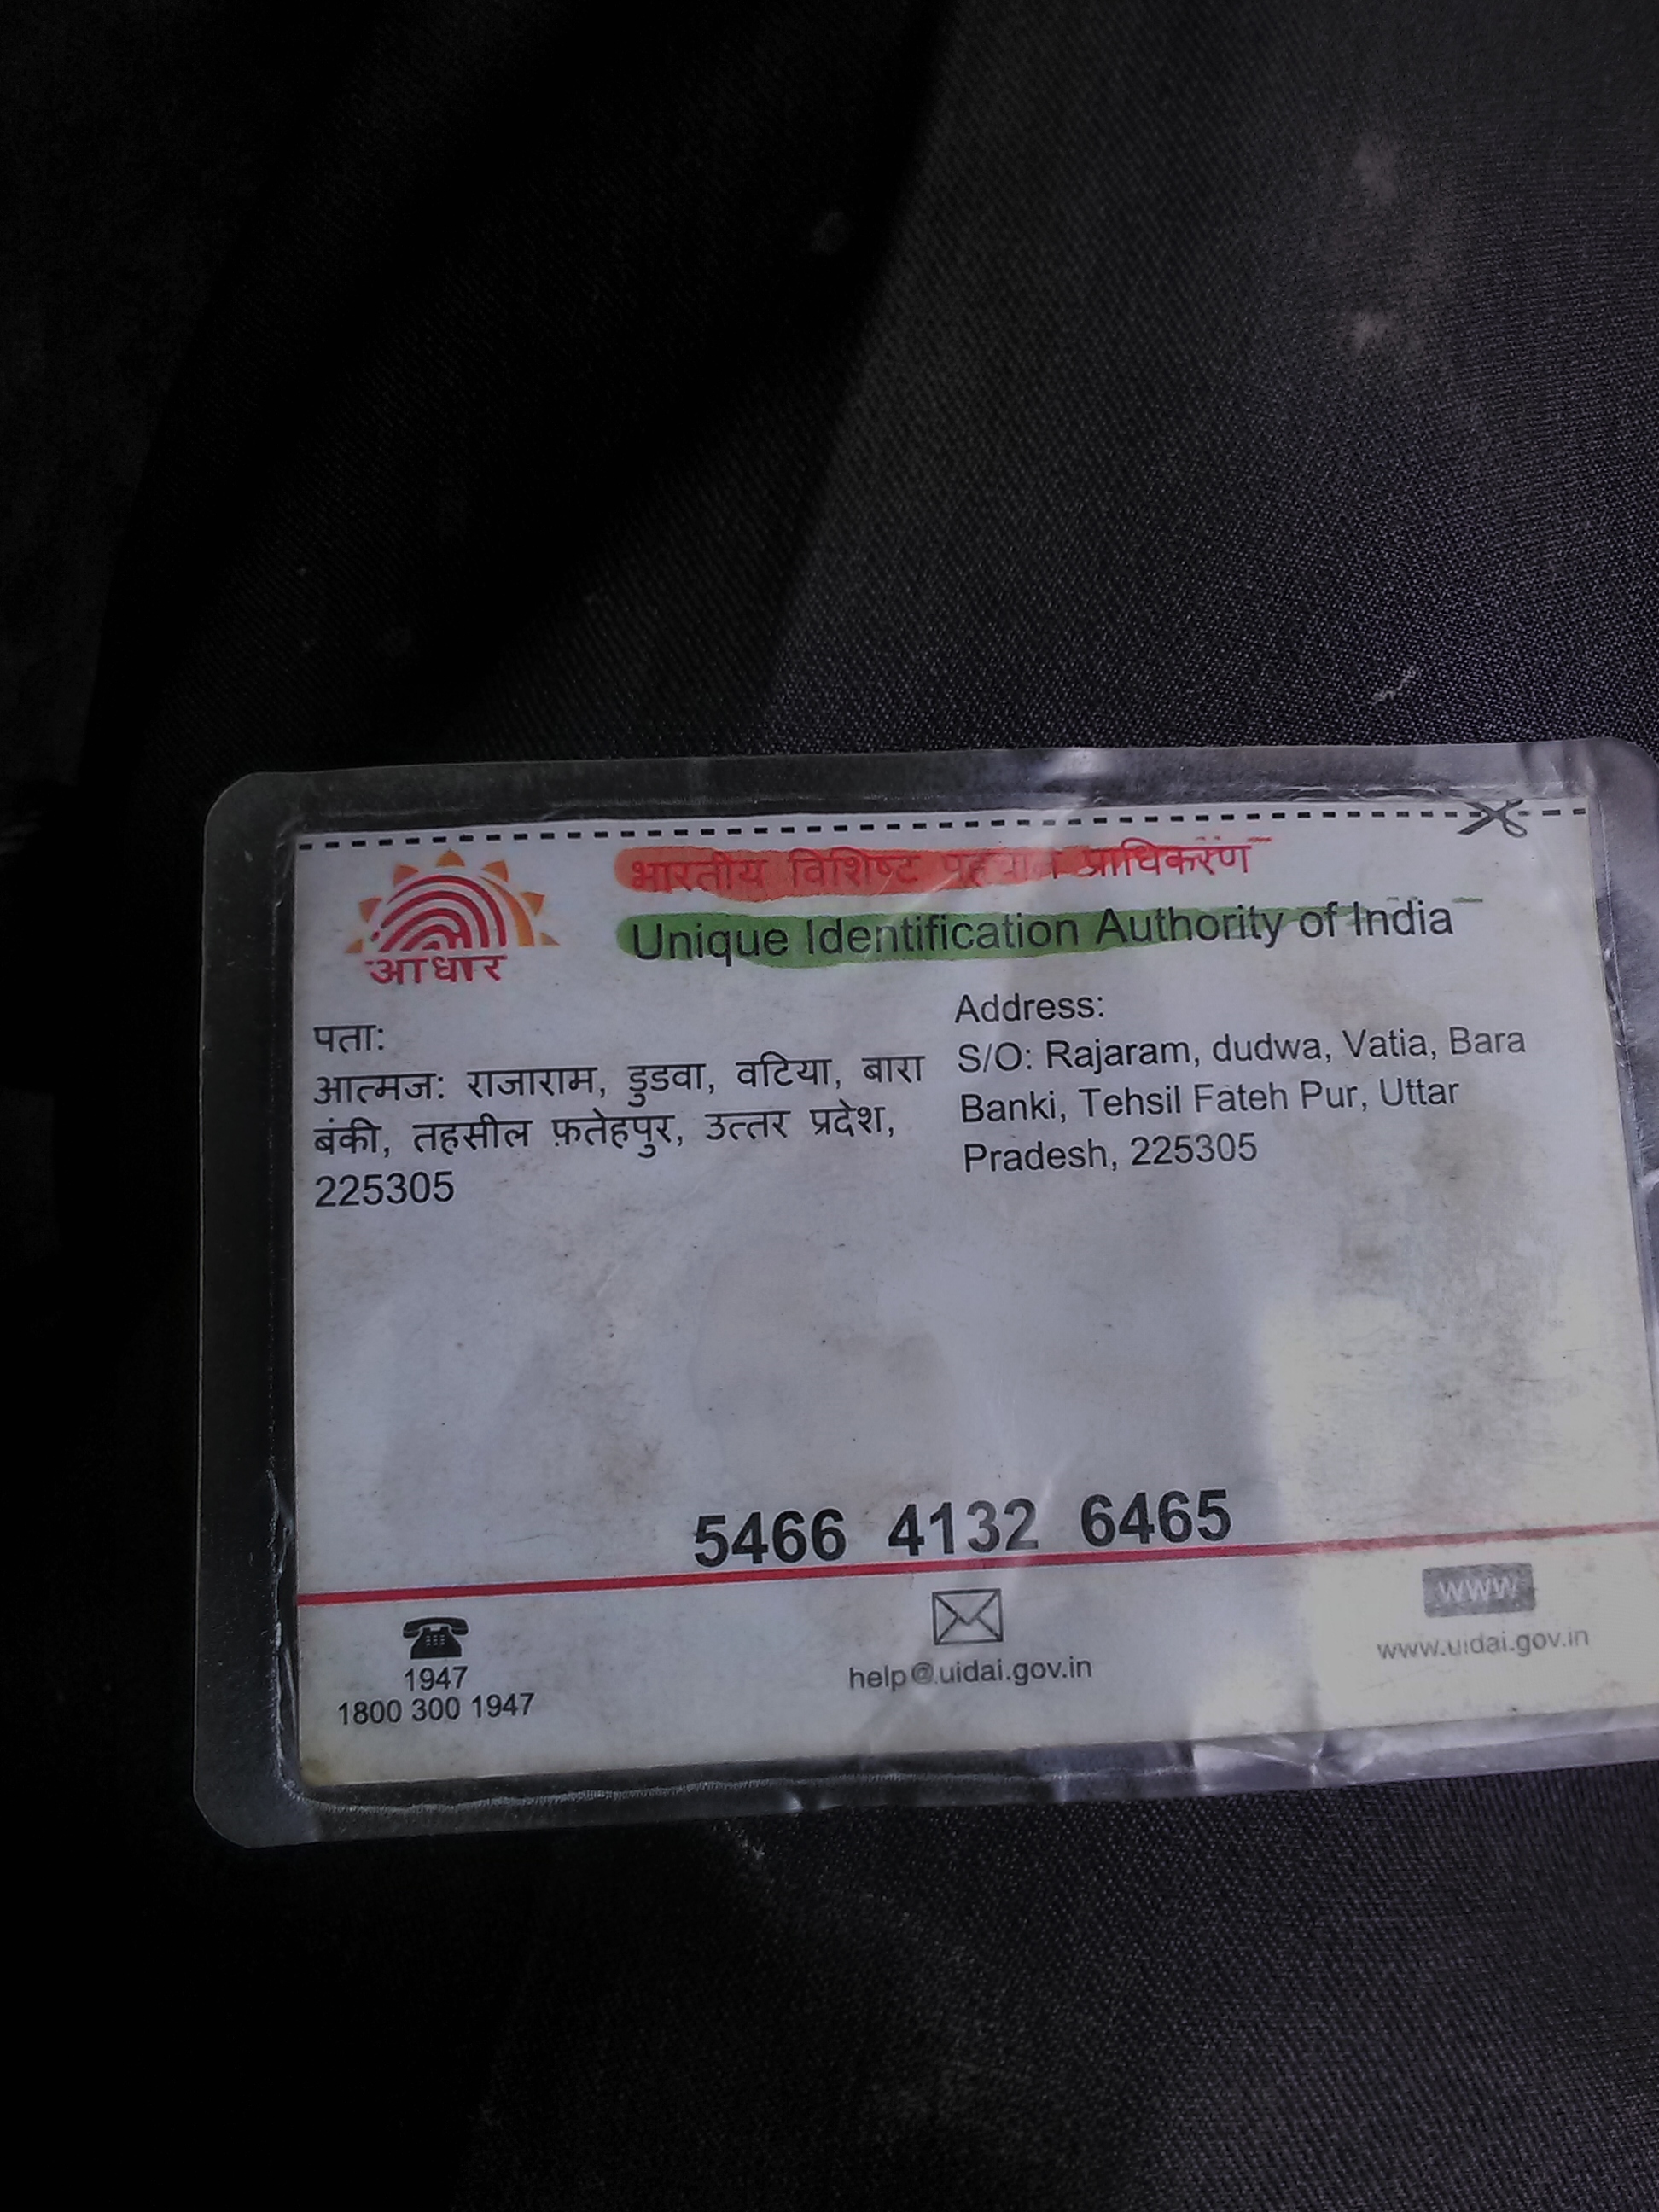 भारतीय विशिष्ट पहचान प्राधिकरण
Unique Identification Authority of India
आधार
पता:
आत्मज: राजाराम, डुडवा, वटिया, बारा
बंकी, तहसील फ़तेहपुर, उत्तर प्रदेश,
225305
Address:
S/O: Rajaram, dudwa, Vatia, Bara
Banki, Tehsil Fateh Pur, Uttar
Pradesh, 225305
5466 4132 6465
1947
1800 300 1947
help@uidai.gov.in
www
www.uidai.gov.in